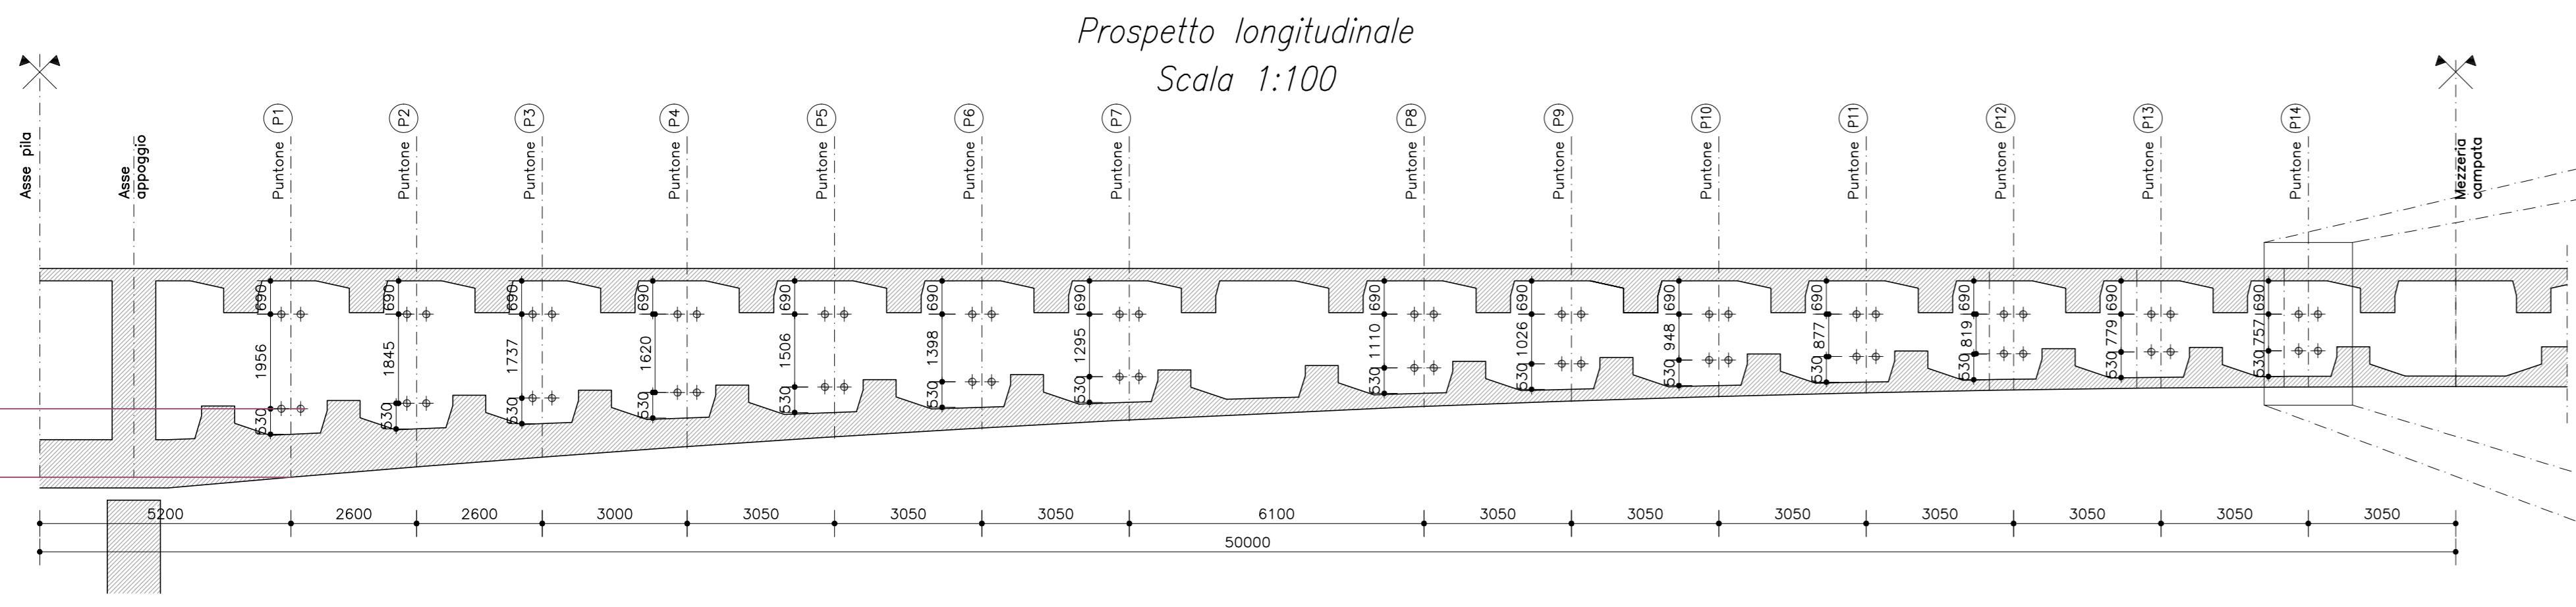 Prospetto longitudinale
Scala 1:100
Asse pila
Asse
appoggio
Puntone P1
Puntone P2
Puntone P3
Puntone P4
Puntone P5
Puntone P6
Puntone P7
Puntone P8
Puntone P9
Puntone P10
Puntone P11
Puntone P12
Puntone P13
Puntone P14
Mezzeria
campata
690 690 690 690 690 690 690 690 690 690 690 690 690 690
1956 1845 1737 1620 1506 1398 1295 1110 1026 948 877 819 779 757
530 530 530 530 530 530 530 530 530 530 530 530 530 530
5200 2600 2600 3000 3050 3050 3050 6100 3050 3050 3050 3050 3050 3050 3050
50000